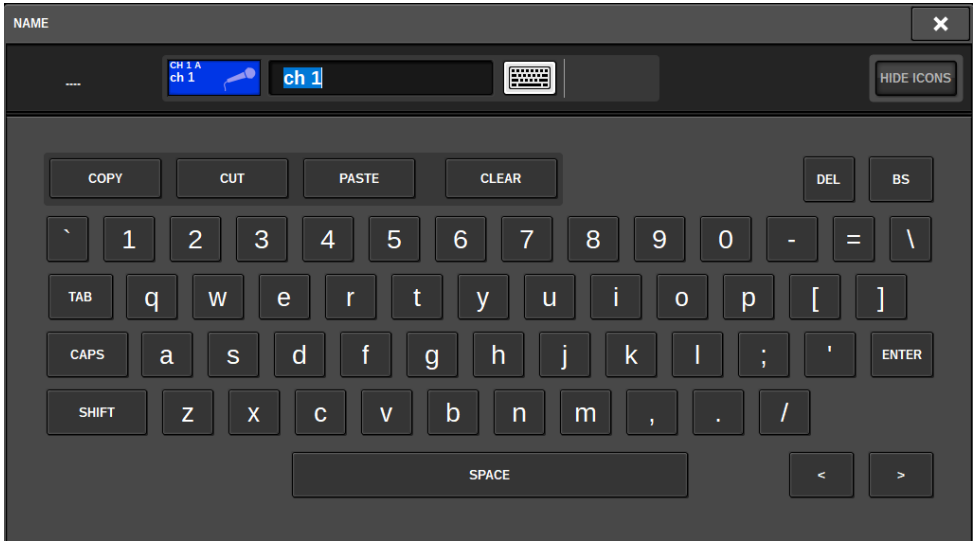 NAME
----
CH 1 A
ch 1
ch 1
HIDE ICONS
COPY CUT PASTE CLEAR DEL BS
` 1 2 3 4 5 6 7 8 9 0 - = \
TAB q w e r t y u i o p [ ]
CAPS a s d f g h j k l ; ' ENTER
SHIFT z x c v b n m , . /
SPACE < >